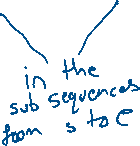 in the
sub sequences
from s to e